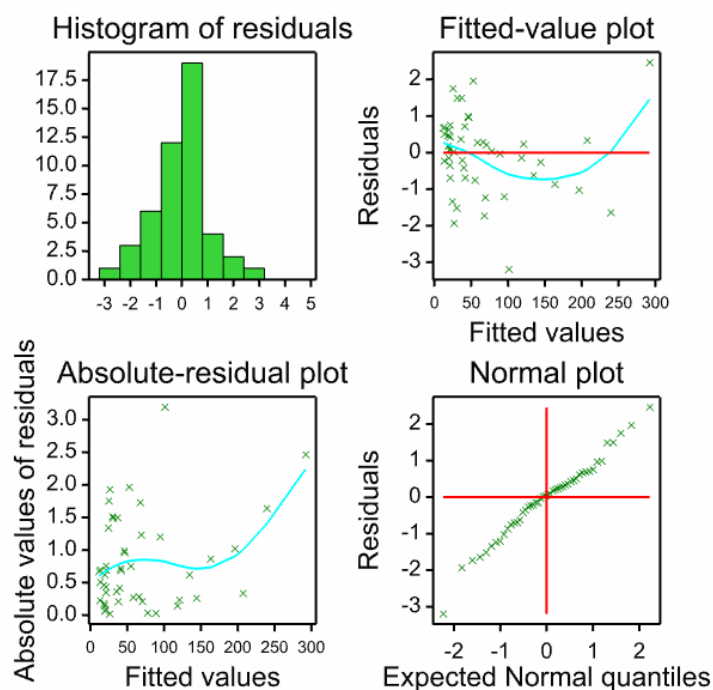 Histogram of residuals
17.5
15.0
12.5
10.0
7.5
5.0
2.5
0.0
-3 -2 -1 0 1 2 3 4 5
Fitted-value plot
Residuals
2
1
0
-1
-2
-3
0 50 100 150 200 250 300
Fitted values
Absolute-residual plot
Absolute values of residuals
3.0
2.5
2.0
1.5
1.0
0.5
0.0
0 50 100 150 200 250 300
Fitted values
Normal plot
Residuals
2
1
0
-1
-2
-3
-2 -1 0 1 2
Expected Normal quantiles